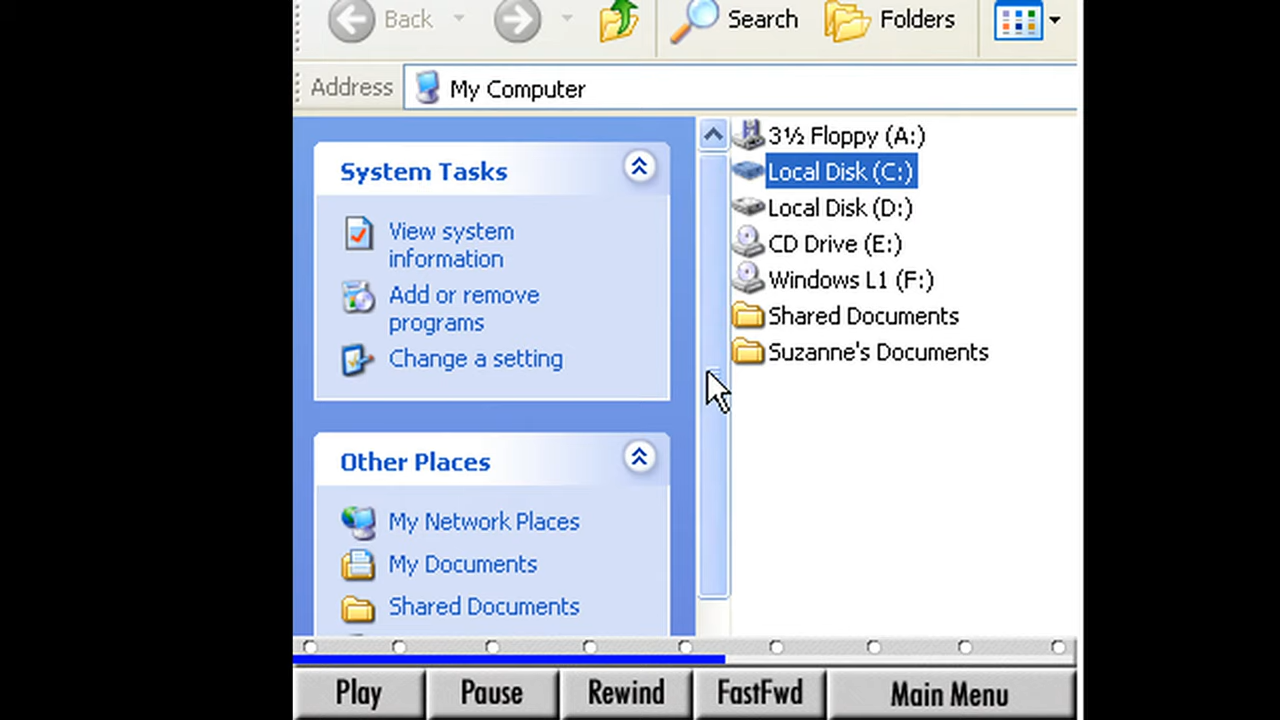 Back
Search
Folders
Address
My Computer
System Tasks
View system
information
Add or remove
programs
Change a setting
Other Places
My Network Places
My Documents
Shared Documents
3½ Floppy (A:)
Local Disk (C:)
Local Disk (D:)
CD Drive (E:)
Windows L1 (F:)
Shared Documents
Suzanne's Documents
Play
Pause
Rewind
FastFwd
Main Menu